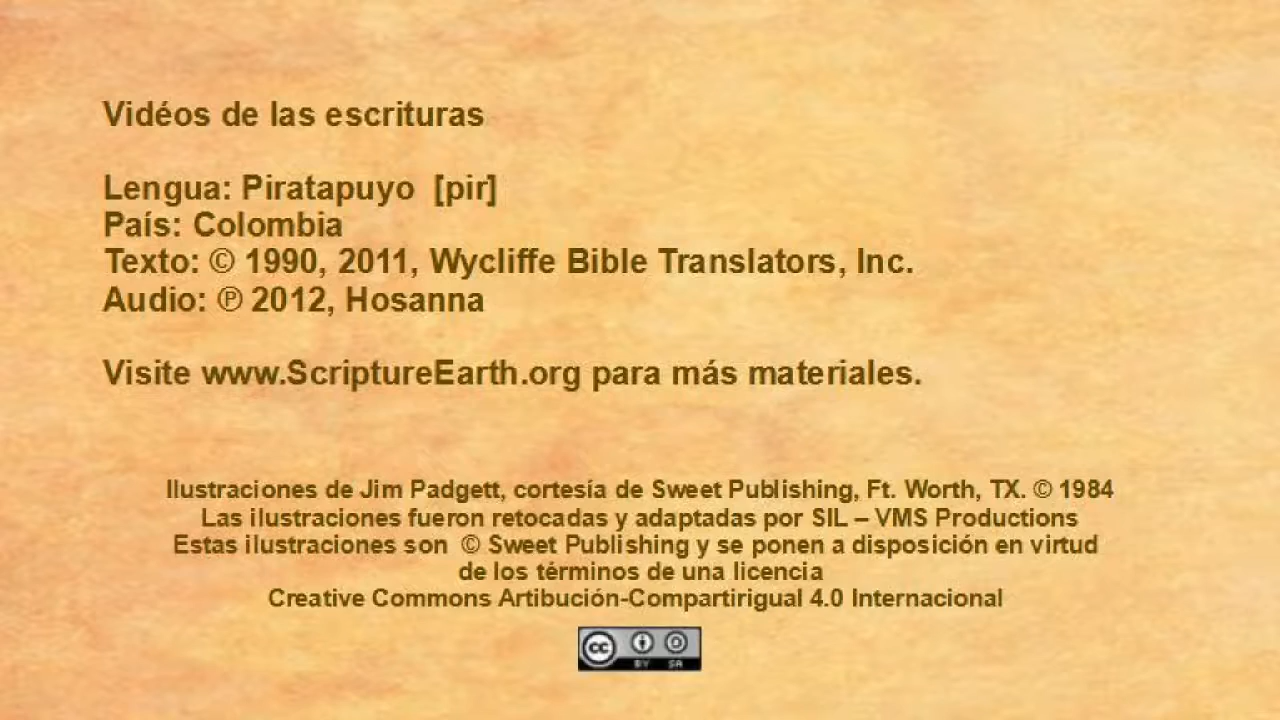 Vidéos de las escrituras
Lengua: Piratapuyo [pir]
País: Colombia
Texto: © 1990, 2011, Wycliffe Bible Translators, Inc.
Audio: ℗ 2012, Hosanna
Visite www.ScriptureEarth.org para más materiales.
Ilustraciones de Jim Padgett, cortesía de Sweet Publishing, Ft. Worth, TX. © 1984
Las ilustraciones fueron retocadas y adaptadas por SIL – VMS Productions
Estas ilustraciones son © Sweet Publishing y se ponen a disposición en virtud
de los términos de una licencia
Creative Commons Artibución-Compartirigual 4.0 Internacional
cc BY SA